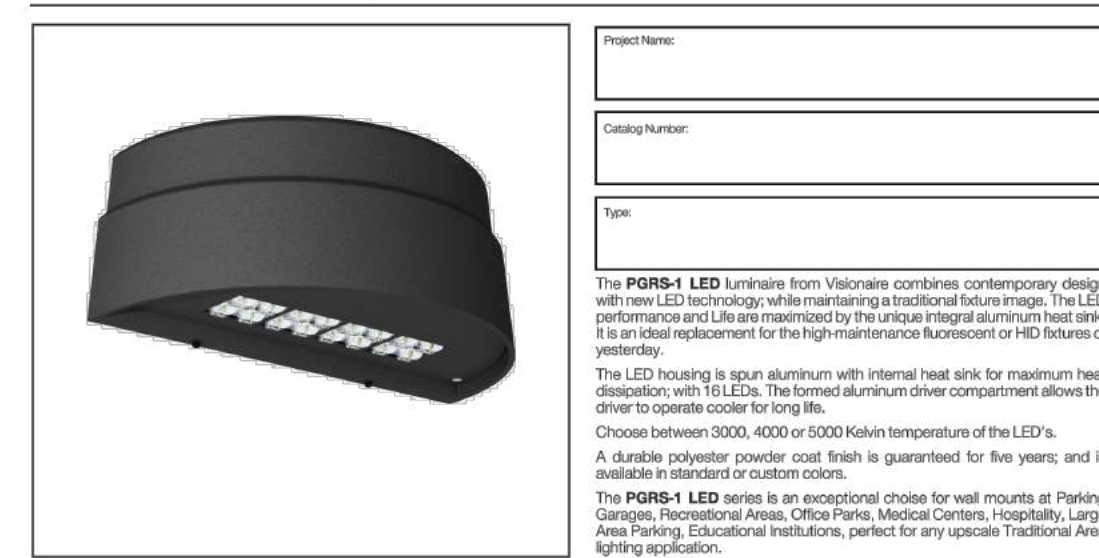 Project Name:
Catalog Number:
Type:
The PGRS-1 LED luminaire from Visionaire combines contemporary design
with new LED technology; while maintaining a traditional fixture image. The LED
performance and Life are maximized by the unique integral aluminum heat sink
It is an ideal replacement for the high-maintenance fluorescent or HID fixtures
yesterday.
The LED housing is spun aluminum with internal heat sink for maximum hea
dissipation; with 16 LEDs. The formed aluminum driver compartment allows th
driver to operate cooler for long life.
Choose between 3000, 4000 or 5000 Kelvin temperature of the LED's.
A durable polyester powder coat finish is guaranteed for five years; and i
available in standard or custom colors.
The PGRS-1 LED series is an exceptional choise for wall mounts at Parking
Garages, Recreational Areas, Office Parks, Medical Centers, Hospitality, Larg
Area Parking, Educational Institutions, perfect for any upscale Traditional Are
lighting application.